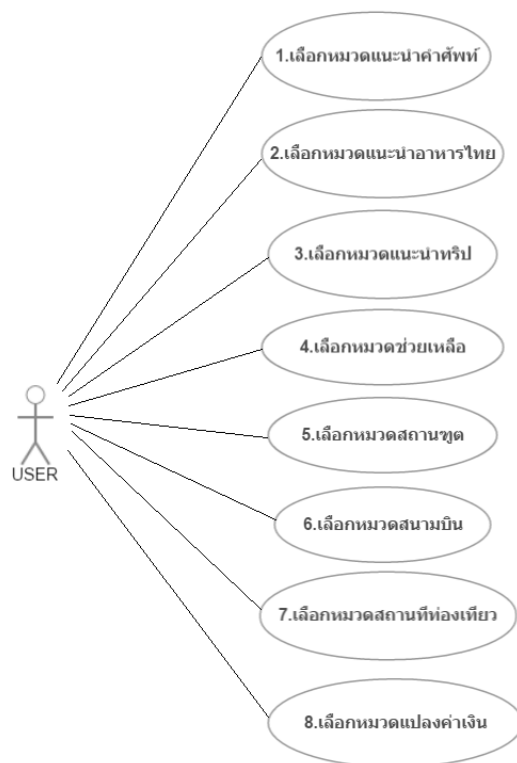 1.เลือกหมวดแนะนำคำศัพท์
2.เลือกหมวดแนะนำอาหารไทย
3.เลือกหมวดแนะนำทริป
4.เลือกหมวดช่วยเหลือ
5.เลือกหมวดสถานฑูต
6.เลือกหมวดสนามบิน
7.เลือกหมวดสถานที่ท่องเที่ยว
8.เลือกหมวดแปลงค่าเงิน
USER